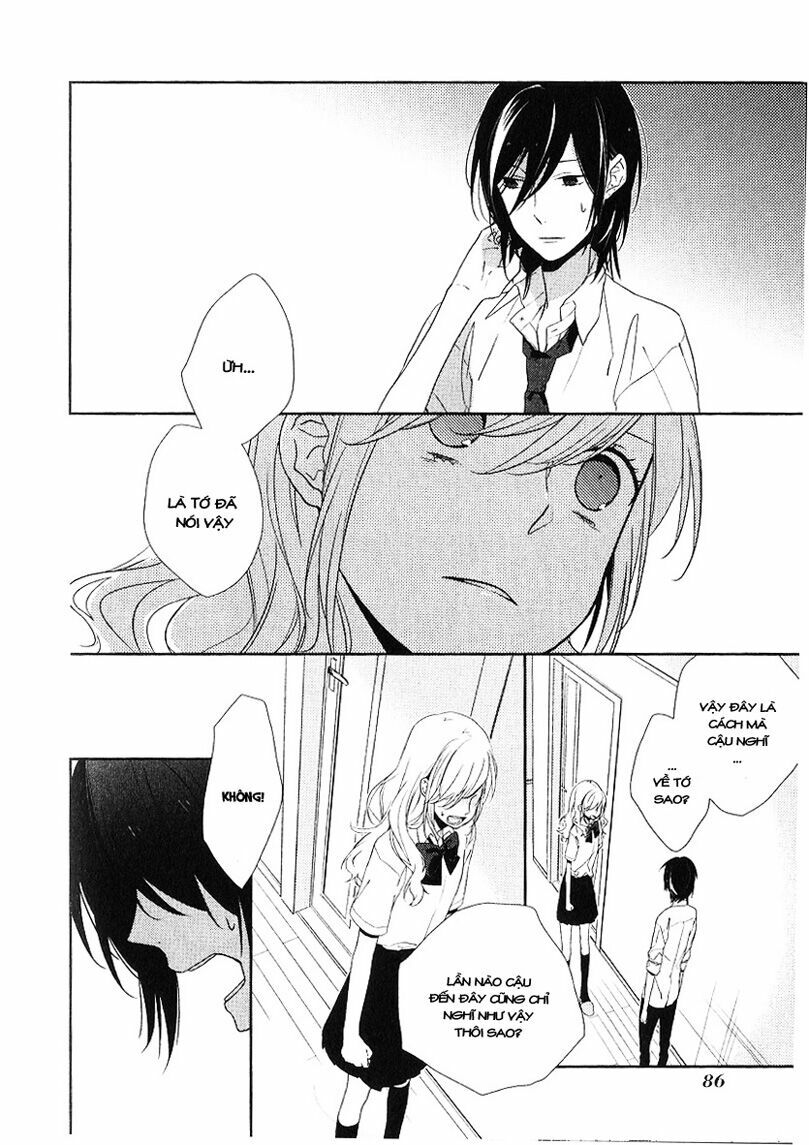 ỪH...
LÀ TỚ ĐÃ
NÓI VẬY
VẬY ĐÂY LÀ
CÁCH MÀ
CẬU NGHĨ
...
...
VỀ TỚ
SAO?
LẦN NÀO CẬU
ĐẾN ĐÂY CŨNG CHỈ
NGHĨ NHƯ VẬY
THÔI SAO?
KHÔNG!
86